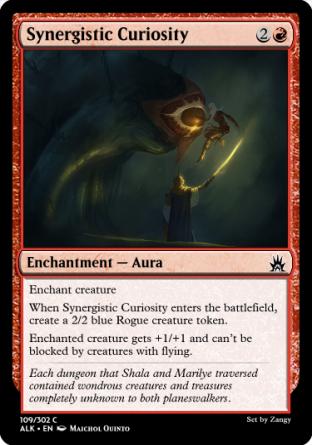 Synergistic Curiosity 2
Enchantment — Aura
Enchant creature
When Synergistic Curiosity enters the battlefield,
create a 2/2 blue Rogue creature token.
Enchanted creature gets +1/+1 and can't be
blocked by creatures with flying.
Each dungeon that Shala and Marilye traversed
contained wondrous creatures and treasures
completely unknown to both planeswalkers.
109/302 C
Set by Zangy
ALK • EN Maichol Quinto